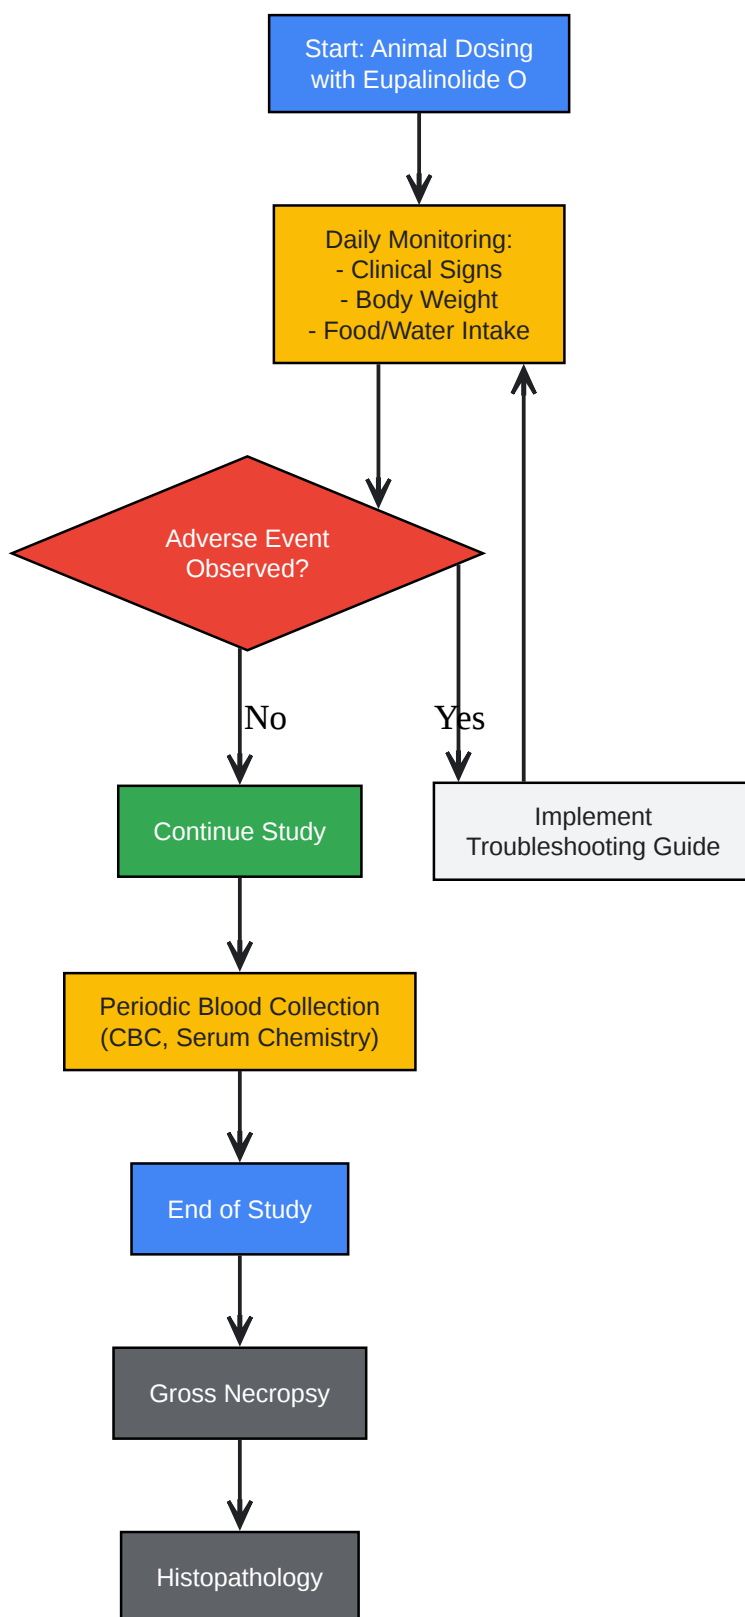 Start: Animal Dosing
with Eupalinolide O
Daily Monitoring:
- Clinical Signs
- Body Weight
- Food/Water Intake
Adverse Event
Observed?
No
Yes
Continue Study
Implement
Troubleshooting Guide
Periodic Blood Collection
(CBC, Serum Chemistry)
End of Study
Gross Necropsy
Histopathology